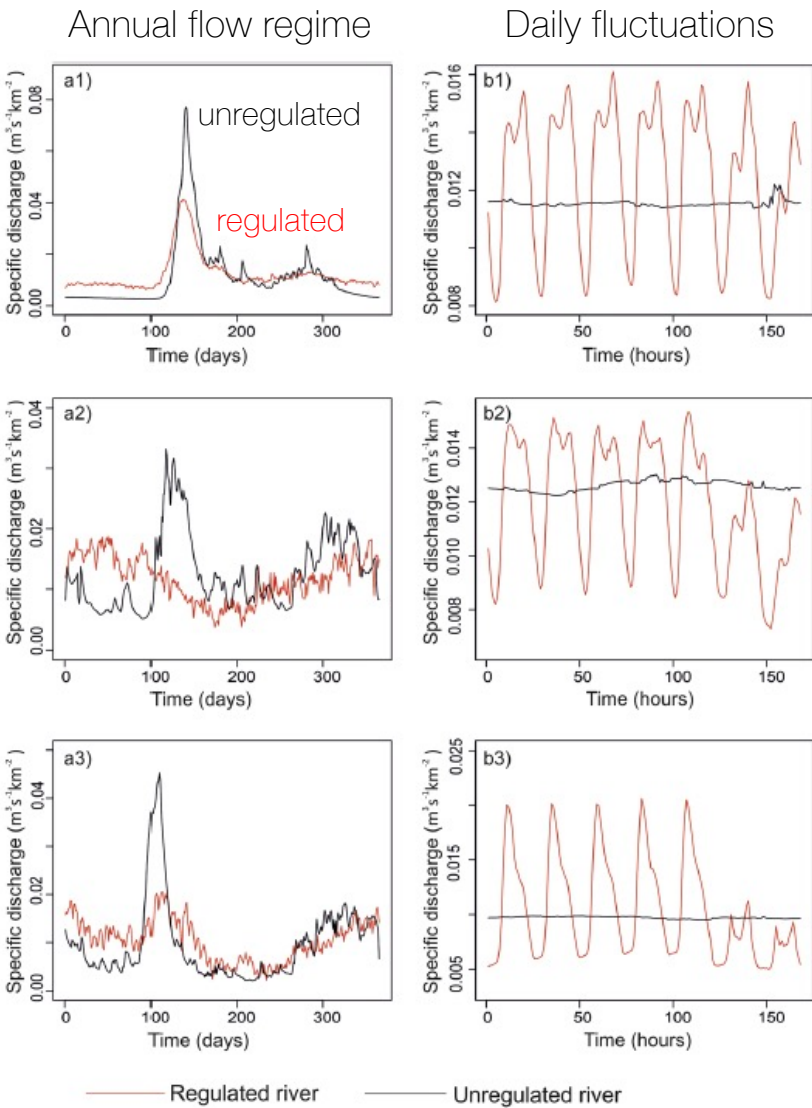 Annual flow regime
Daily fluctuations
a1)
unregulated
regulated
Specific discharge (m³s⁻¹km⁻²)
0.00
0.04
0.08
0
100
200
300
Time (days)
b1)
Specific discharge (m³s⁻¹km⁻²)
0.008
0.012
0.016
0
50
100
150
Time (hours)
a2)
Specific discharge (m³s⁻¹km⁻²)
0.00
0.02
0.04
0
100
200
300
Time (days)
b2)
Specific discharge (m³s⁻¹km⁻²)
0.008
0.010
0.012
0.014
0
50
100
150
Time (hours)
a3)
Specific discharge (m³s⁻¹km⁻²)
0.00
0.02
0.04
0
100
200
300
Time (days)
b3)
Specific discharge (m³s⁻¹km⁻²)
0.005
0.015
0.025
0
50
100
150
Time (hours)
Regulated river
Unregulated river